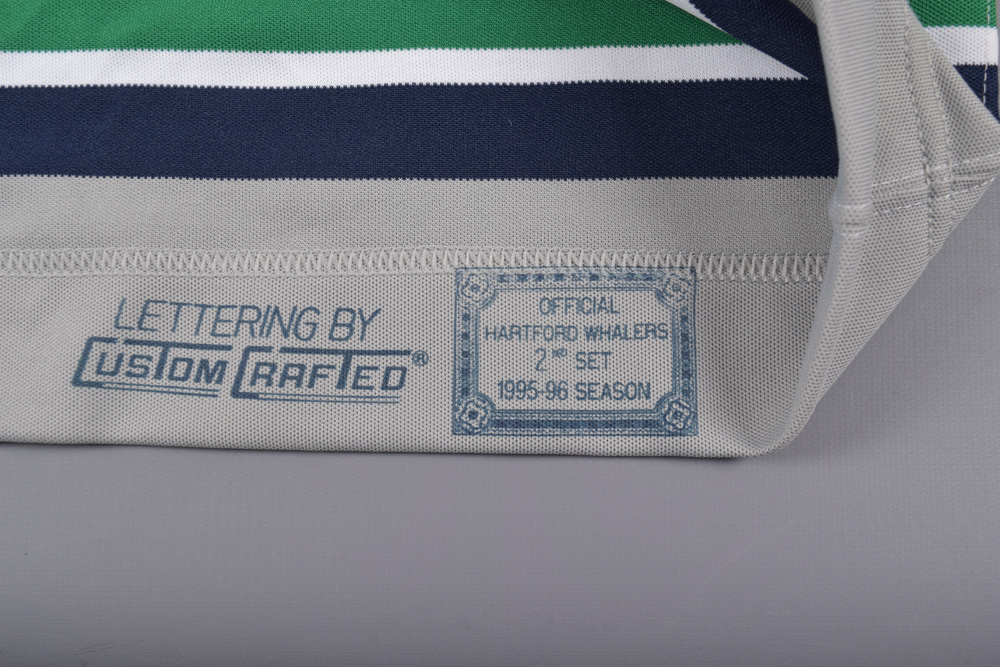 LETTERING BY
CUSTOM CRAFTED®
OFFICIAL
HARTFORD WHALERS
2ND SET
1995-96 SEASON